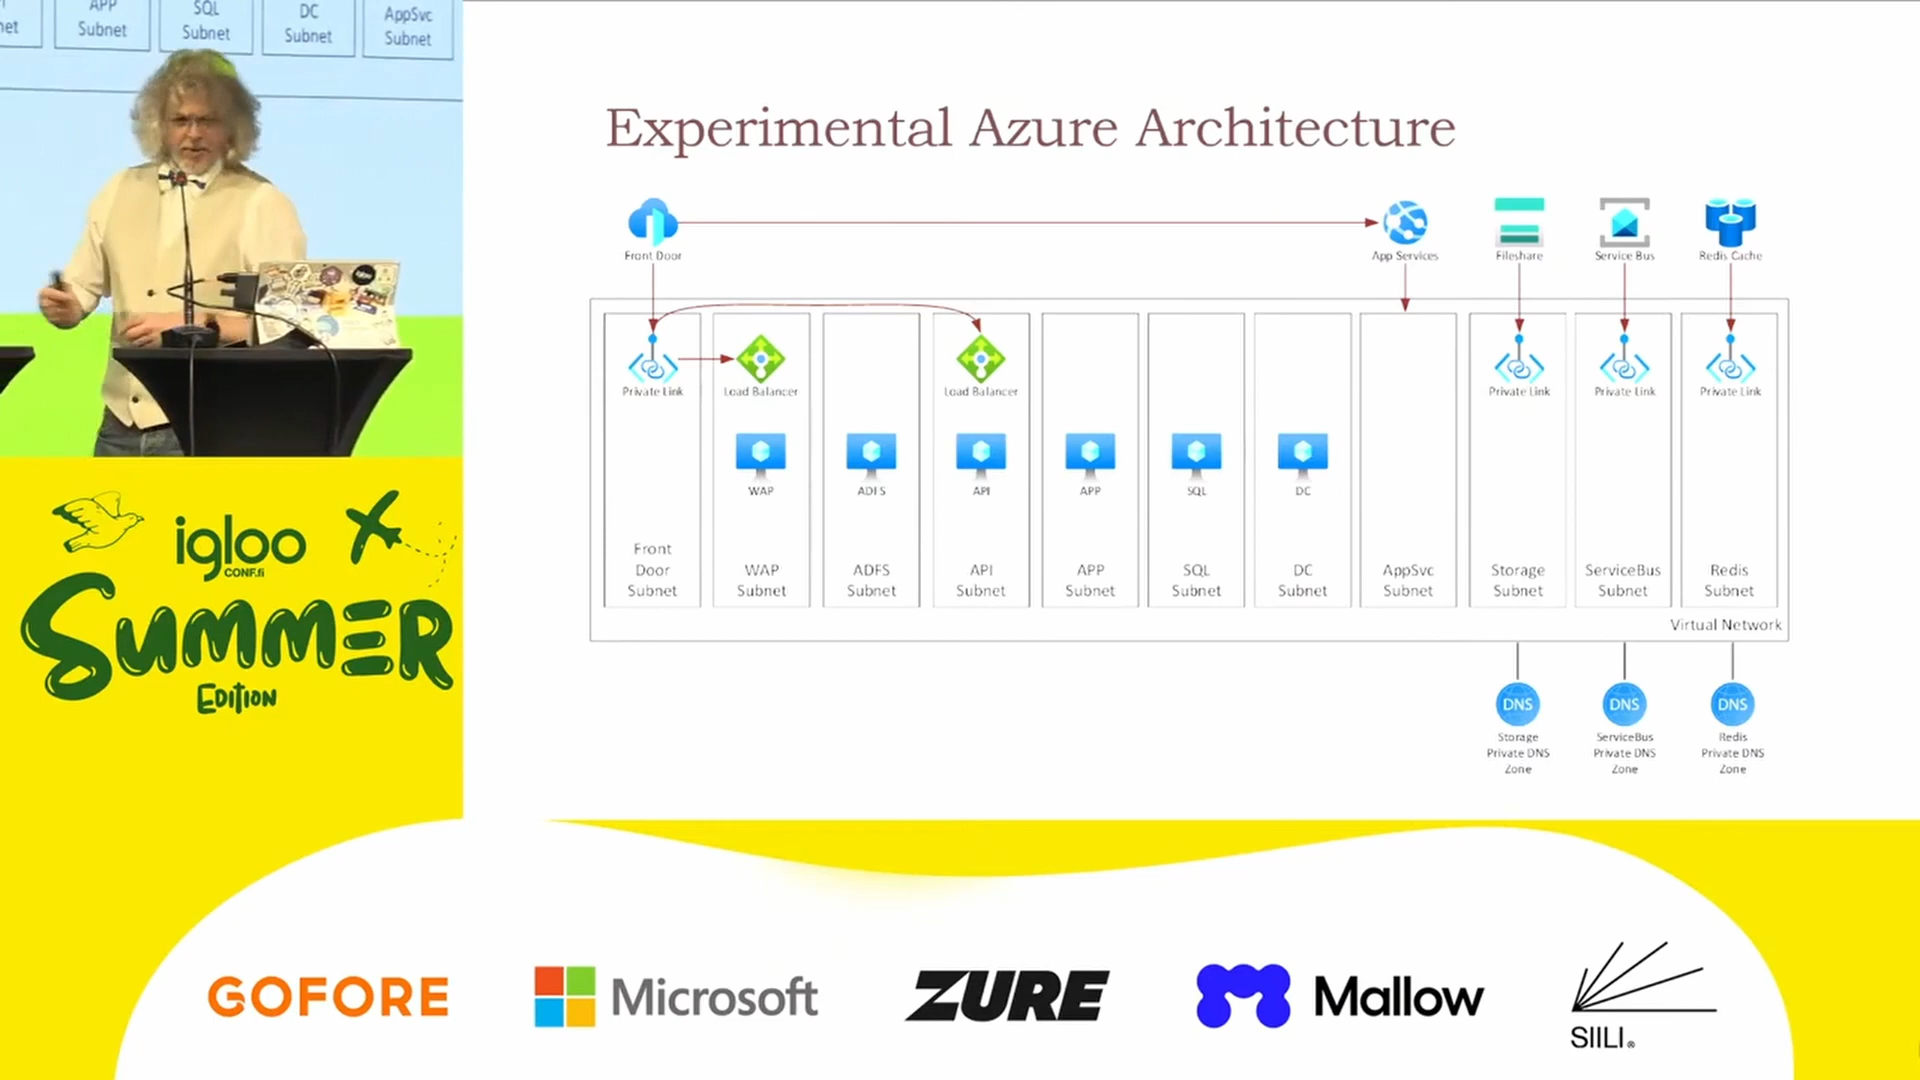 APP
Subnet
SQL
Subnet
DC
Subnet
AppSvc
Subnet
Experimental Azure Architecture
Front Door
App Services
Fileshare
Service Bus
Redis Cache
Private Link
Load Balancer
Load Balancer
Private Link
Private Link
Private Link
WAP
ADFS
API
APP
SQL
DC
Front
Door
Subnet
WAP
Subnet
ADFS
Subnet
API
Subnet
APP
Subnet
SQL
Subnet
DC
Subnet
AppSvc
Subnet
Storage
Subnet
ServiceBus
Subnet
Redis
Subnet
Virtual Network
DNS
Storage
Private DNS
Zone
DNS
ServiceBus
Private DNS
Zone
DNS
Redis
Private DNS
Zone
igloo
CONF.fi
SUMMER
EDITION
GOFORE
Microsoft
ZURE
Mallow
SIILI®